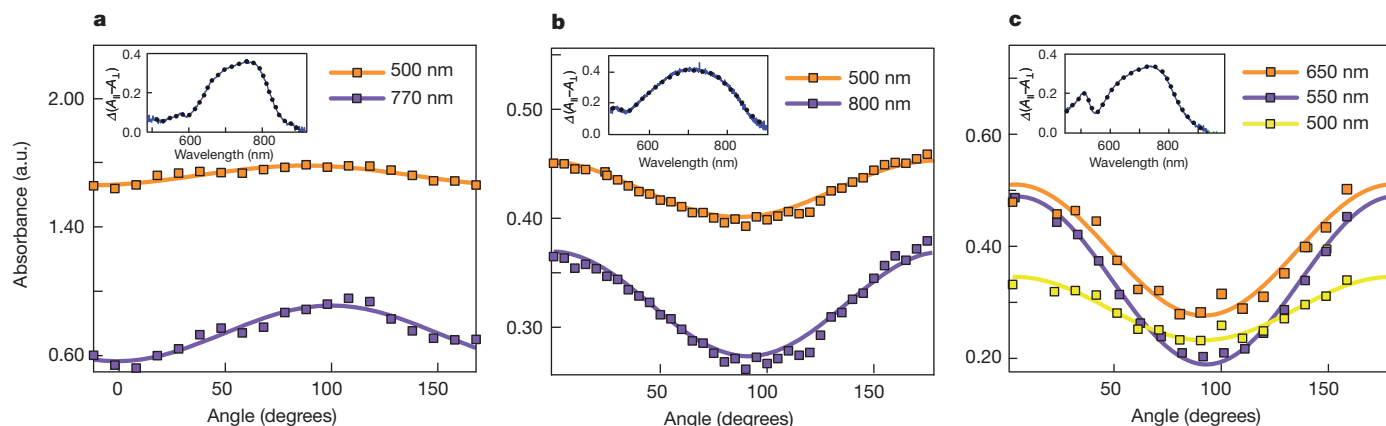 a
Absorbance (a.u.)
2.00
1.40
0.60
0
50
100
150
Angle (degrees)
500 nm
770 nm
Δ(A∥–A⊥)
0.4
0.2
0.0
600
800
Wavelength (nm)
b
0.50
0.40
0.30
50
100
150
Angle (degrees)
500 nm
800 nm
Δ(A∥–A⊥)
0.4
0.2
0.0
600
800
Wavelength (nm)
c
0.60
0.40
0.20
50
100
150
Angle (degrees)
650 nm
550 nm
500 nm
Δ(A∥–A⊥)
0.4
0.2
0.0
600
800
Wavelength (nm)